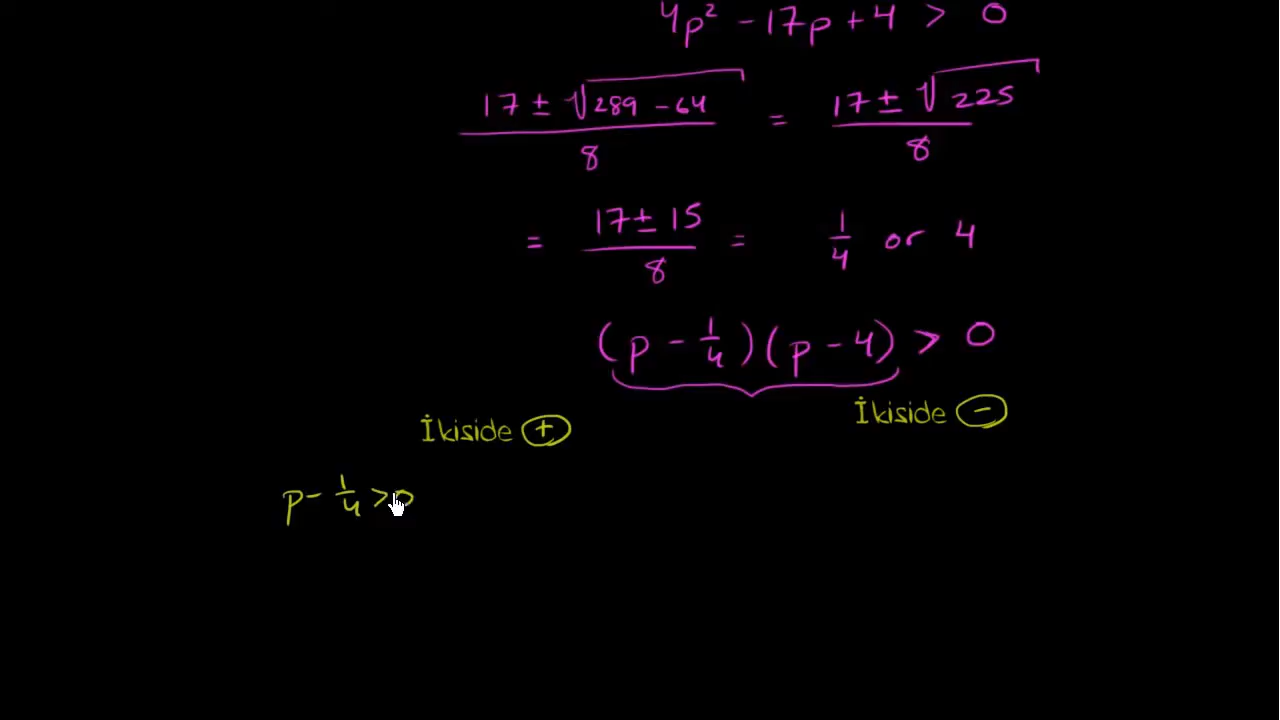 4p² - 17p + 4 > 0
17 ± √289 - 64 / 8 = 17 ± √225 / 8
= 17 ± 15 / 8 = 1/4 or 4
(p - 1/4)(p - 4) > 0
İkiside + İkiside -
p - 1/4 > 0